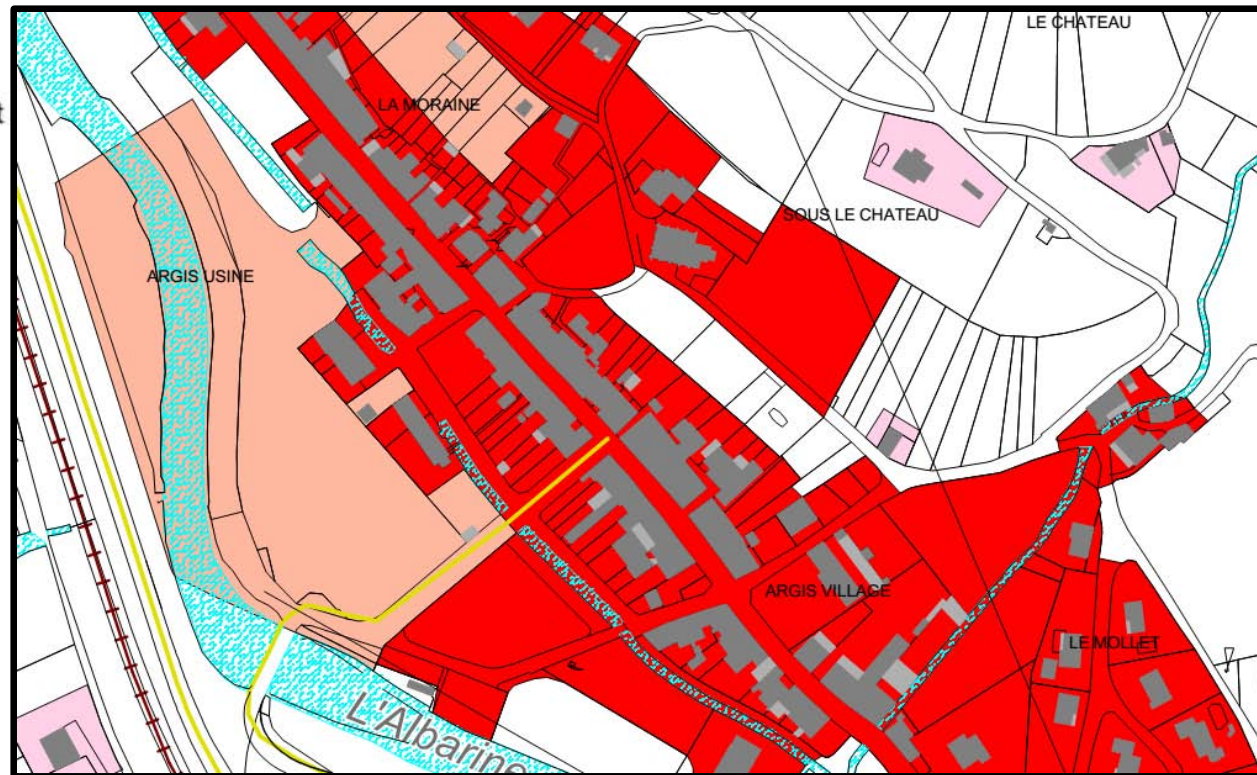 LE CHATEAU
t
LA MORAINE
SOUS LE CHATEAU
ARGIS USINE
ARGIS VILLAGE
LE MOLLET
L'Albarine